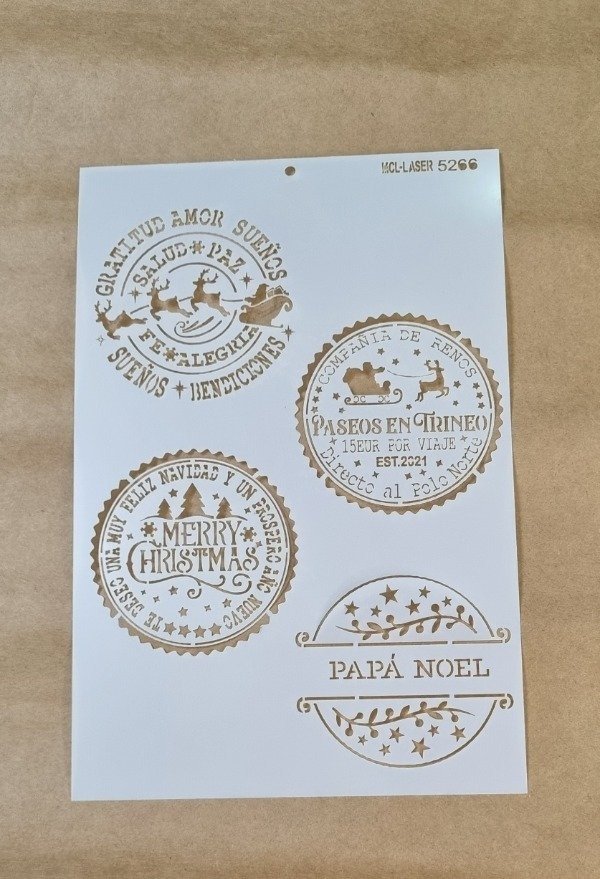 MCL-LASER 5266
GRATITUD AMOR SUEÑOS
SALUD PAZ
FE ALEGRIA
SUEÑOS BENDICIONES
COMPAÑIA DE RENOS
PASEOS EN TRINEO
15EUR POR VIAJE
EST.2021
Directo al Polo Norte
TE DESEO UNA MUY FELIZ NAVIDAD Y UN PROSPERO AÑO NUEVO
MERRY
CHRISTMAS
PAPÁ NOEL